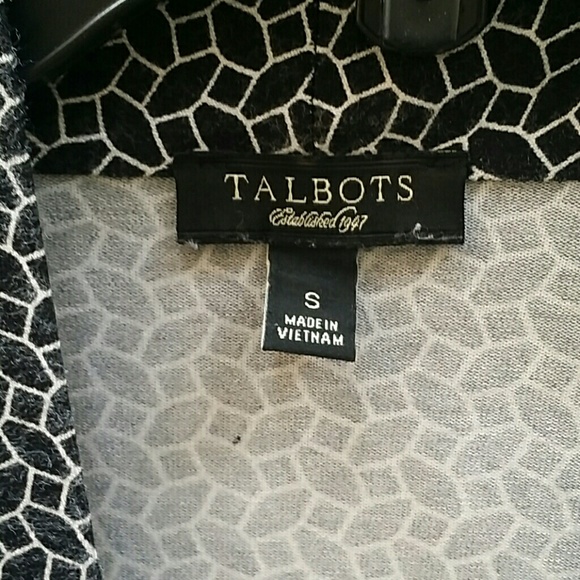 TALBOTS
Established 1947
S
MADE IN
VIETNAM